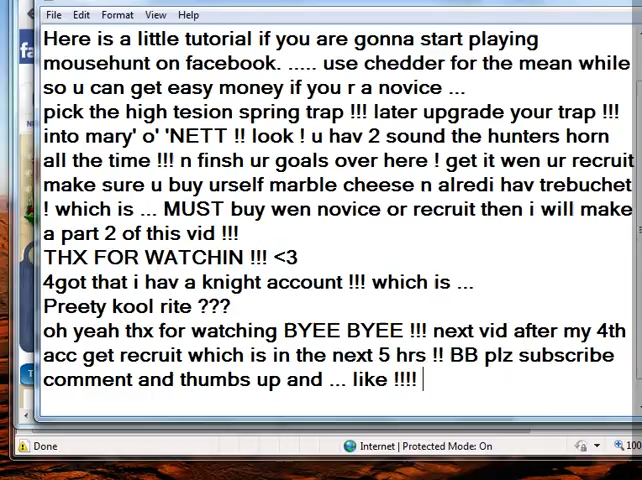 File Edit Format View Help
Here is a little tutorial if you are gonna start playing
mousehunt on facebook. ..... use chedder for the mean while
so u can get easy money if you r a novice ...
pick the high tesion spring trap !!! later upgrade your trap !!!
into mary' o' 'NETT !! look ! u hav 2 sound the hunters horn
all the time !!! n finsh ur goals over here ! get it wen ur recruit
make sure u buy urself marble cheese n alredi hav trebuchet
! which is ... MUST buy wen novice or recruit then i will make
a part 2 of this vid !!!
THX FOR WATCHIN !!! <3
4got that i hav a knight account !!! which is ...
Preety kool rite ???
oh yeah thx for watching BYEE BYEE !!! next vid after my 4th
acc get recruit which is in the next 5 hrs !! BB plz subscribe
comment and thumbs up and ... like !!!!
Done Internet | Protected Mode: On 100